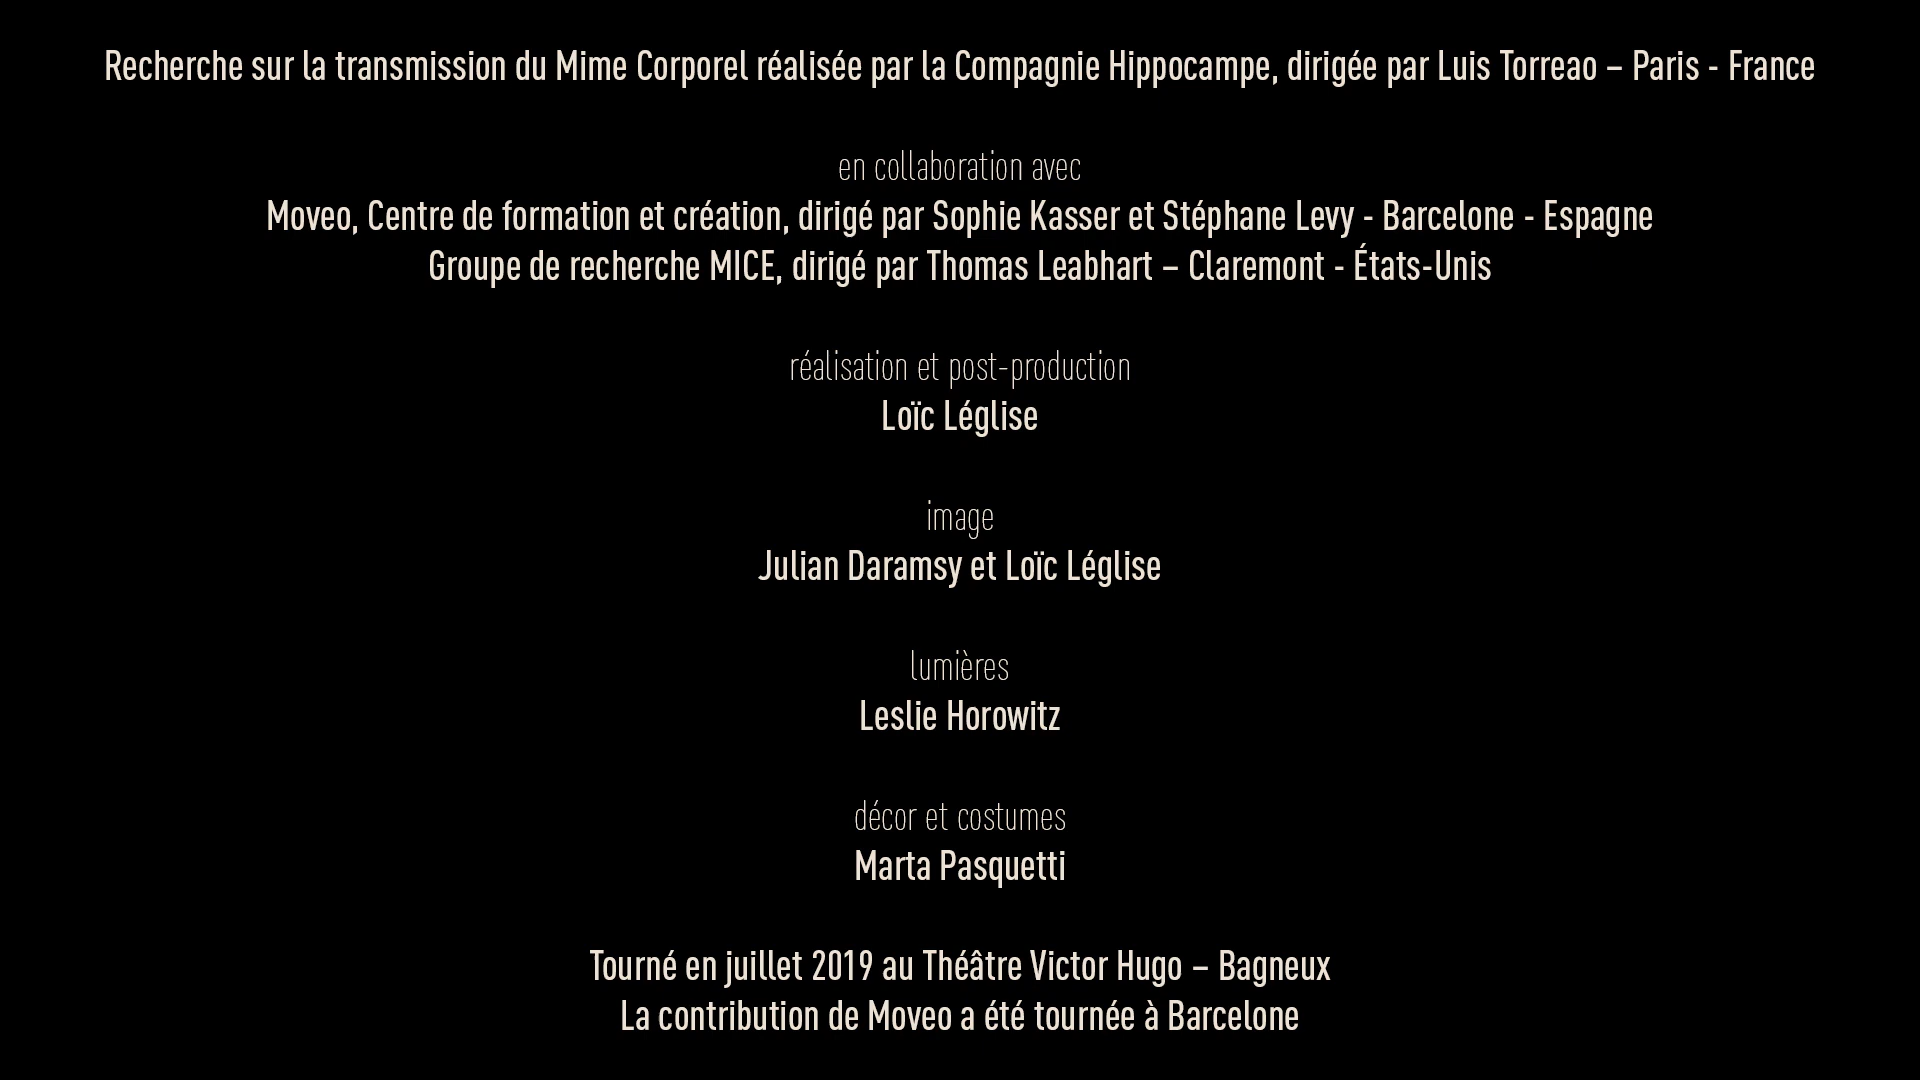 Recherche sur la transmission du Mime Corporel réalisée par la Compagnie Hippocampe, dirigée par Luis Torreao – Paris - France
en collaboration avec
Moveo, Centre de formation et création, dirigé par Sophie Kasser et Stéphane Levy - Barcelone - Espagne
Groupe de recherche MICE, dirigé par Thomas Leabhart – Claremont - États-Unis
réalisation et post-production
Loïc Léglise
image
Julian Daramsy et Loïc Léglise
lumières
Leslie Horowitz
décor et costumes
Marta Pasquetti
Tourné en juillet 2019 au Théâtre Victor Hugo – Bagneux
La contribution de Moveo a été tournée à Barcelone